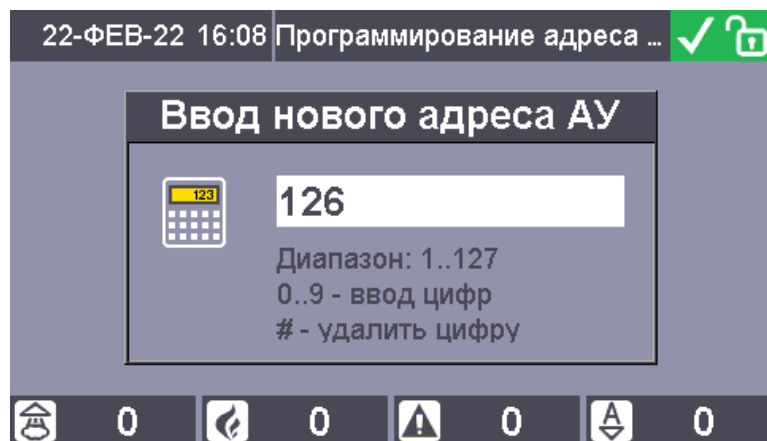 22-ФЕВ-22 16:08 Программирование адреса ...
Ввод нового адреса АУ
123
126
Диапазон: 1..127
0..9 - ввод цифр
# - удалить цифру
0 0 0 A 0